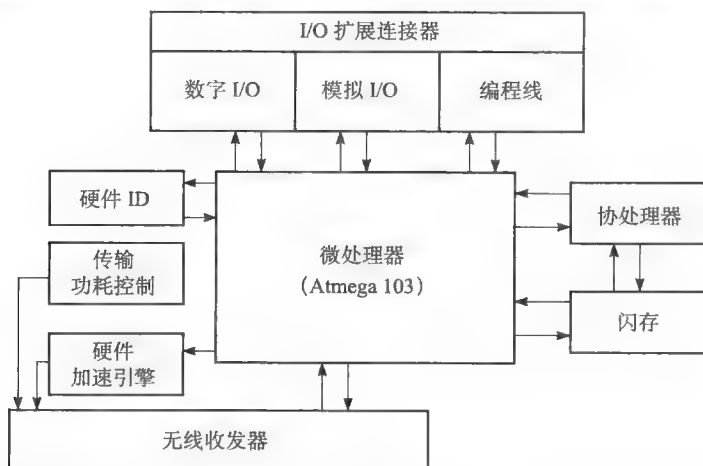 I/O 扩展连接器
数字 I/O
模拟 I/O
编程线
硬件 ID
微处理器
(Atmega 103)
协处理器
传输
功耗控制
闪存
硬件
加速引擎
无线收发器